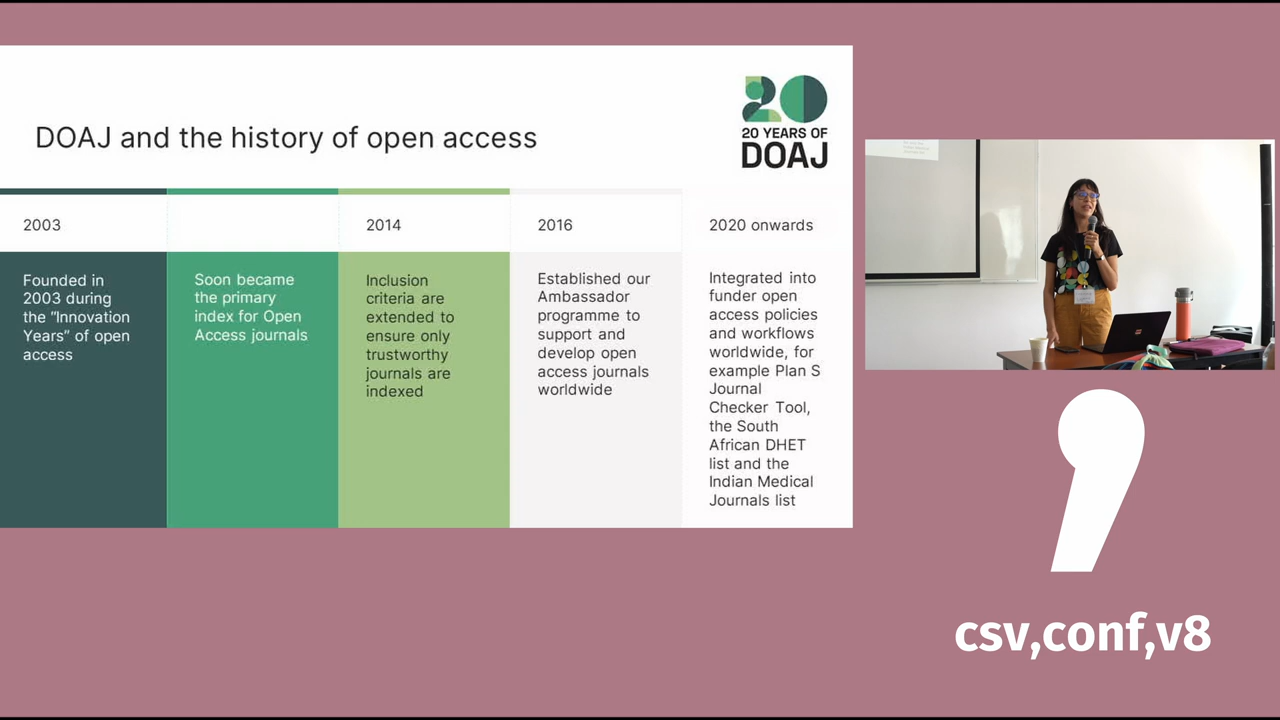 DOAJ and the history of open access
20
20 YEARS OF
DOAJ
2003
Founded in
2003 during
the "Innovation
Years" of open
access
Soon became
the primary
index for Open
Access journals
2014
Inclusion
criteria are
extended to
ensure only
trustworthy
journals are
indexed
2016
Established our
Ambassador
programme to
support and
develop open
access journals
worldwide
2020 onwards
Integrated into
funder open
access policies
and workflows
worldwide, for
example Plan S
Journal
Checker Tool,
the South
African DHET
list and the
Indian Medical
Journals list
csv,conf,v8